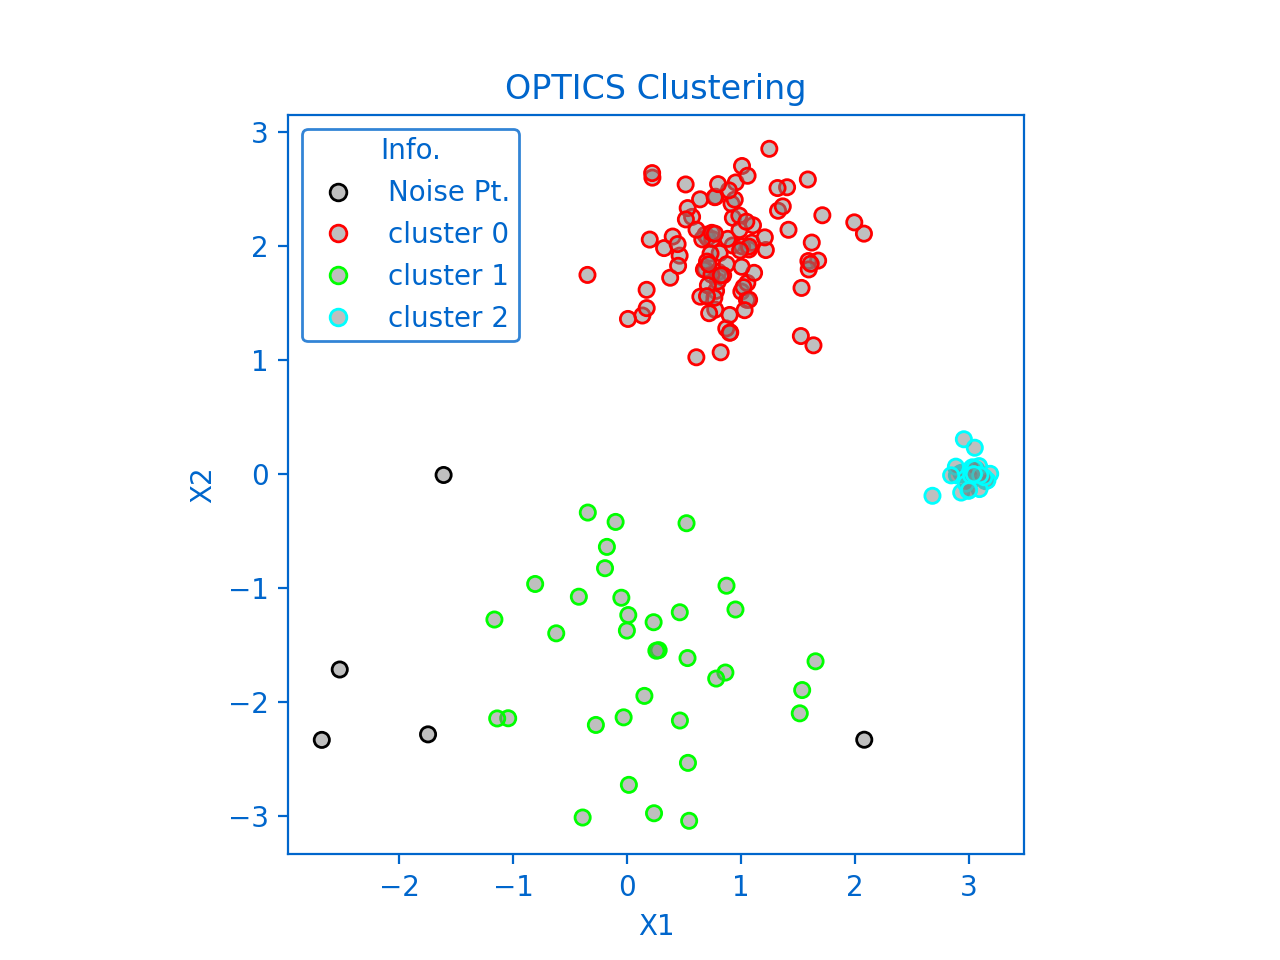 OPTICS Clustering
Info.
Noise Pt.
cluster 0
cluster 1
cluster 2
3
2
1
0
−1
−2
−3
X2
−2 −1 0 1 2 3
X1